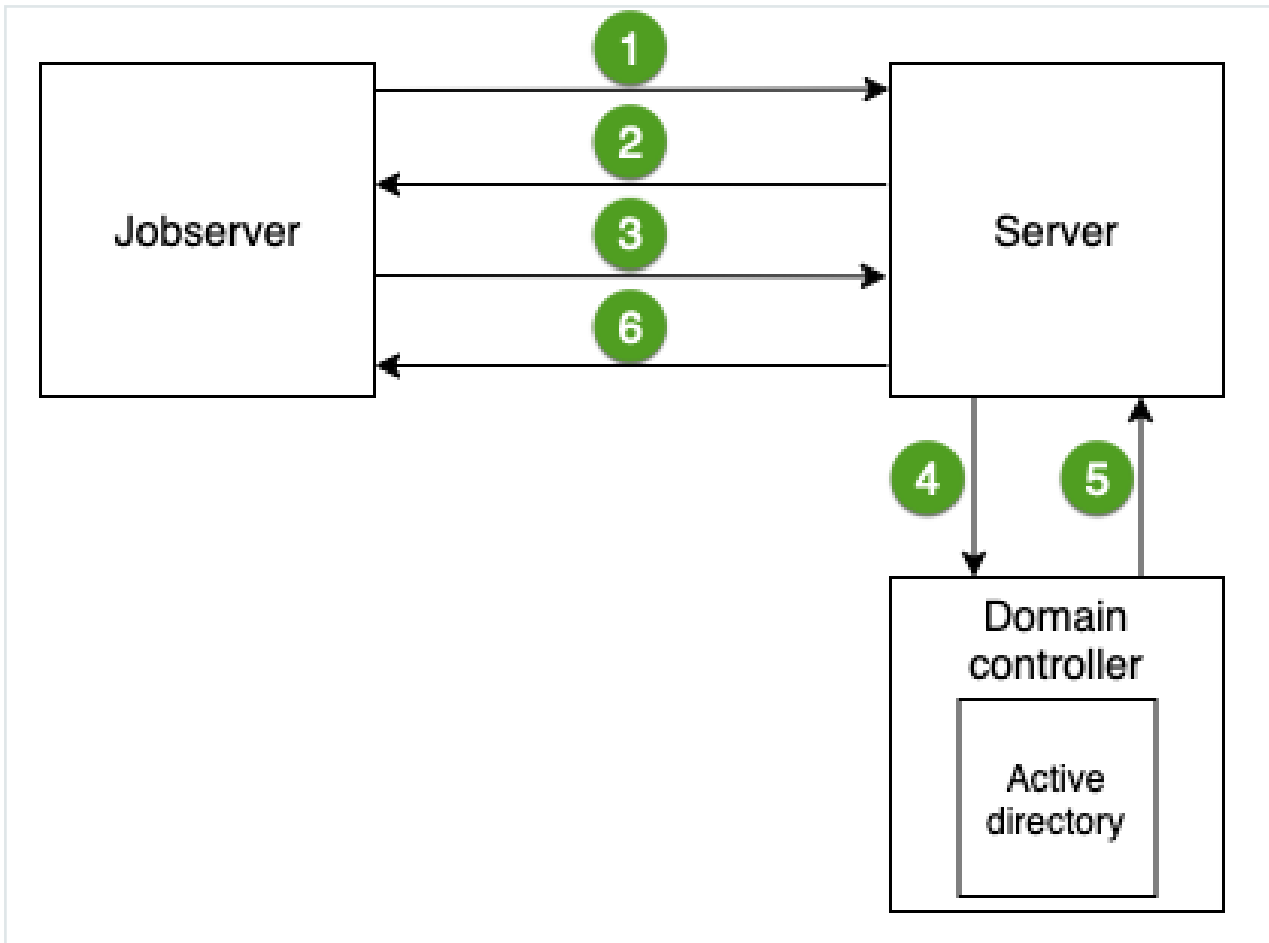 1
2
Jobserver
Server
3
6
4
5
Domain
controller
Active
directory